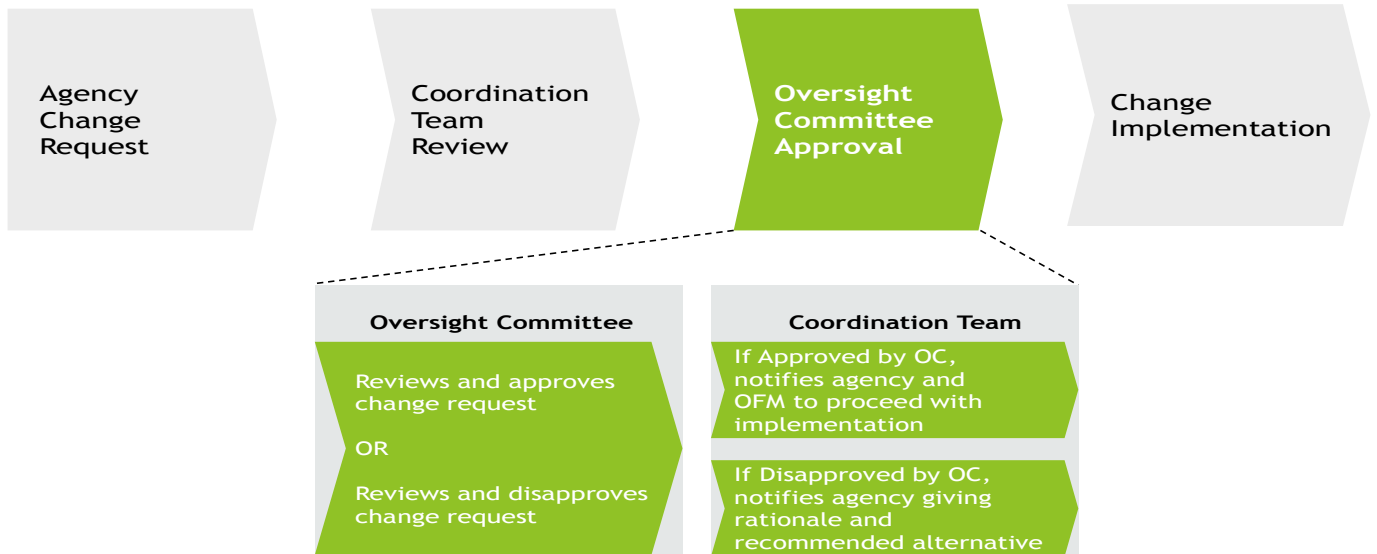 Agency
Change
Request
Coordination
Team
Review
Oversight
Committee
Approval
Change
Implementation
Oversight Committee
Reviews and approves
change request
OR
Reviews and disapproves
change request
Coordination Team
If Approved by OC,
notifies agency and
OFM to proceed with
implementation
If Disapproved by OC,
notifies agency giving
rationale and
recommended alternative